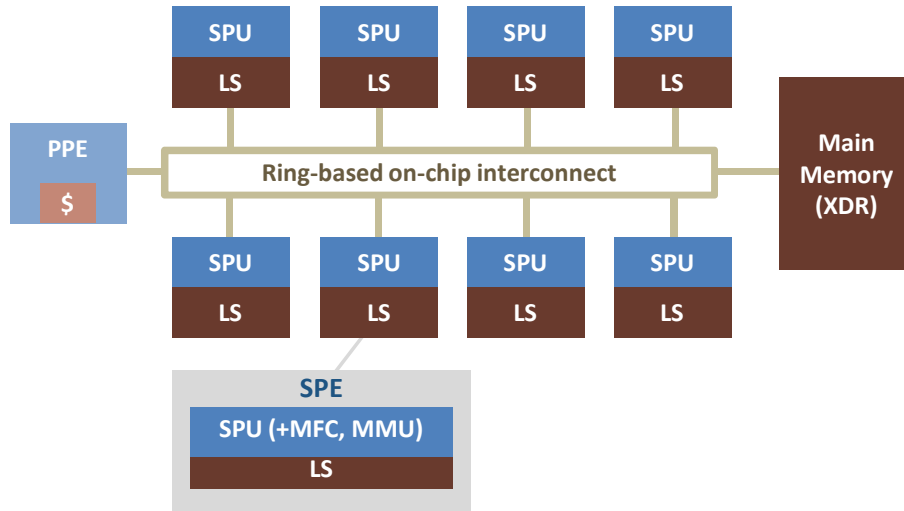 SPU
SPU
SPU
SPU
LS
LS
LS
LS
PPE
$
Ring-based on-chip interconnect
Main
Memory
(XDR)
SPU
SPU
SPU
SPU
LS
LS
LS
LS
SPE
SPU (+MFC, MMU)
LS